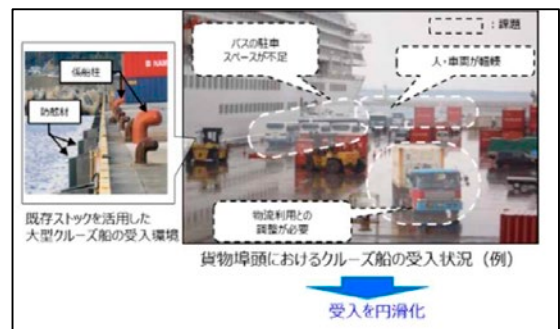 ：課題
バスの駐車
スペースが不足
人・車両が輻輳
係船柱
防舷材
物流利用との
調整が必要
既存ストックを活用した
大型クルーズ船の受入環境
貨物埠頭におけるクルーズ船の受入状況（例）
受入を円滑化